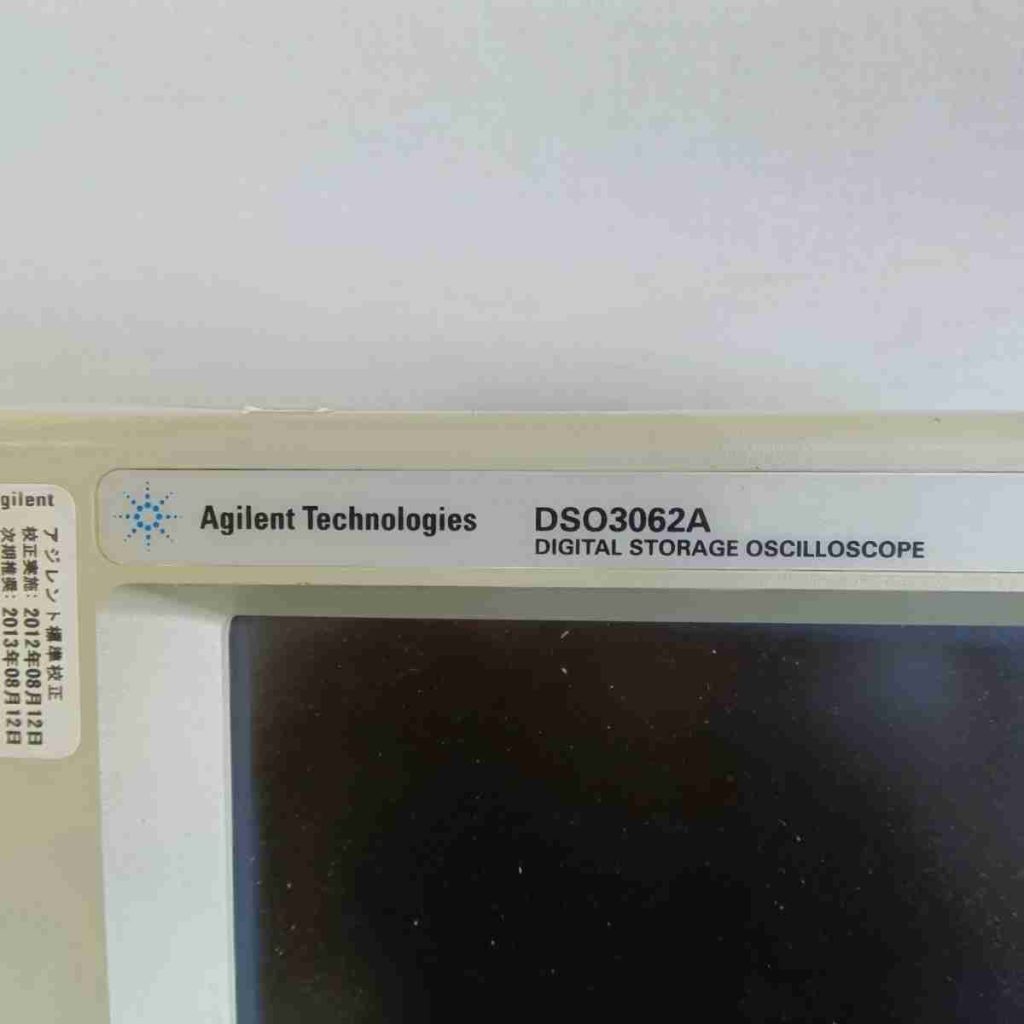 Agilent Technologies
DSO3062A
DIGITAL STORAGE OSCILLOSCOPE
gilent
アジレント標準校正
校正実施: 2012年08月12日
次期推奨: 2013年08月12日